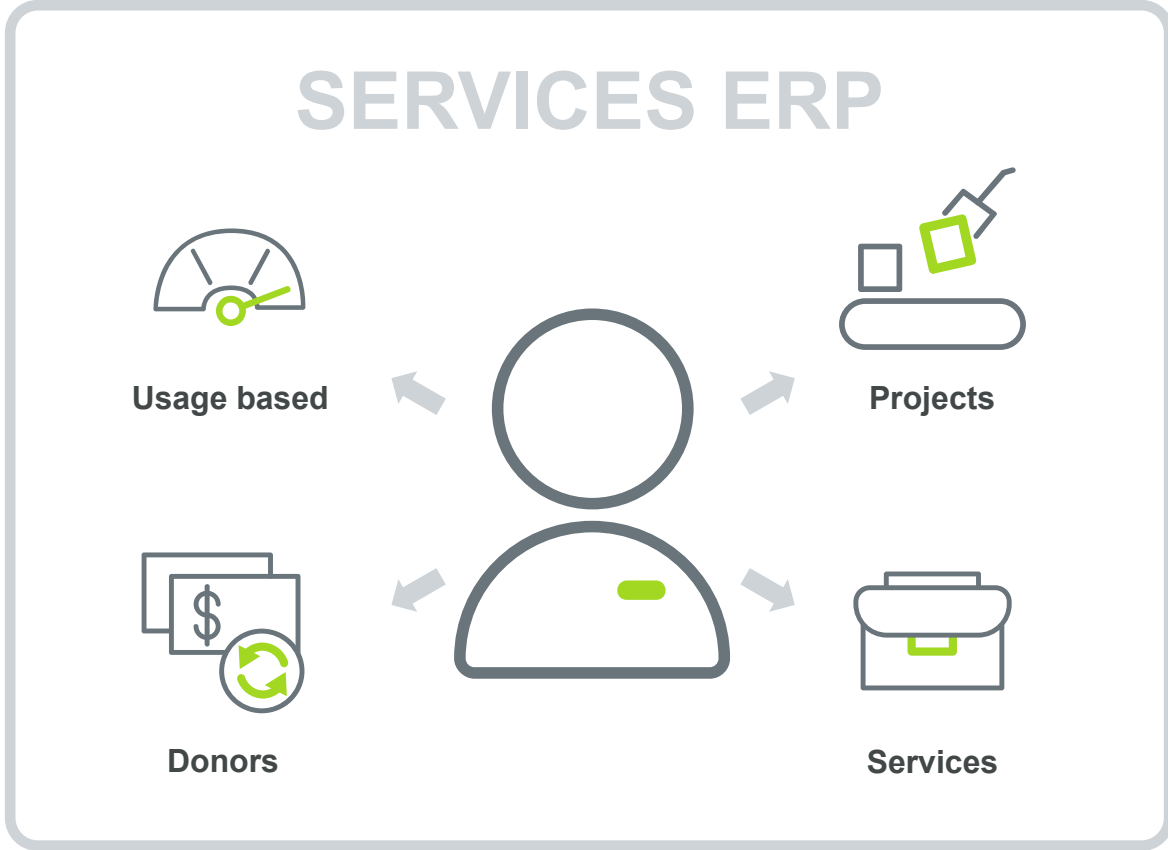 SERVICES ERP
Usage based
Projects
$
Donors
Services